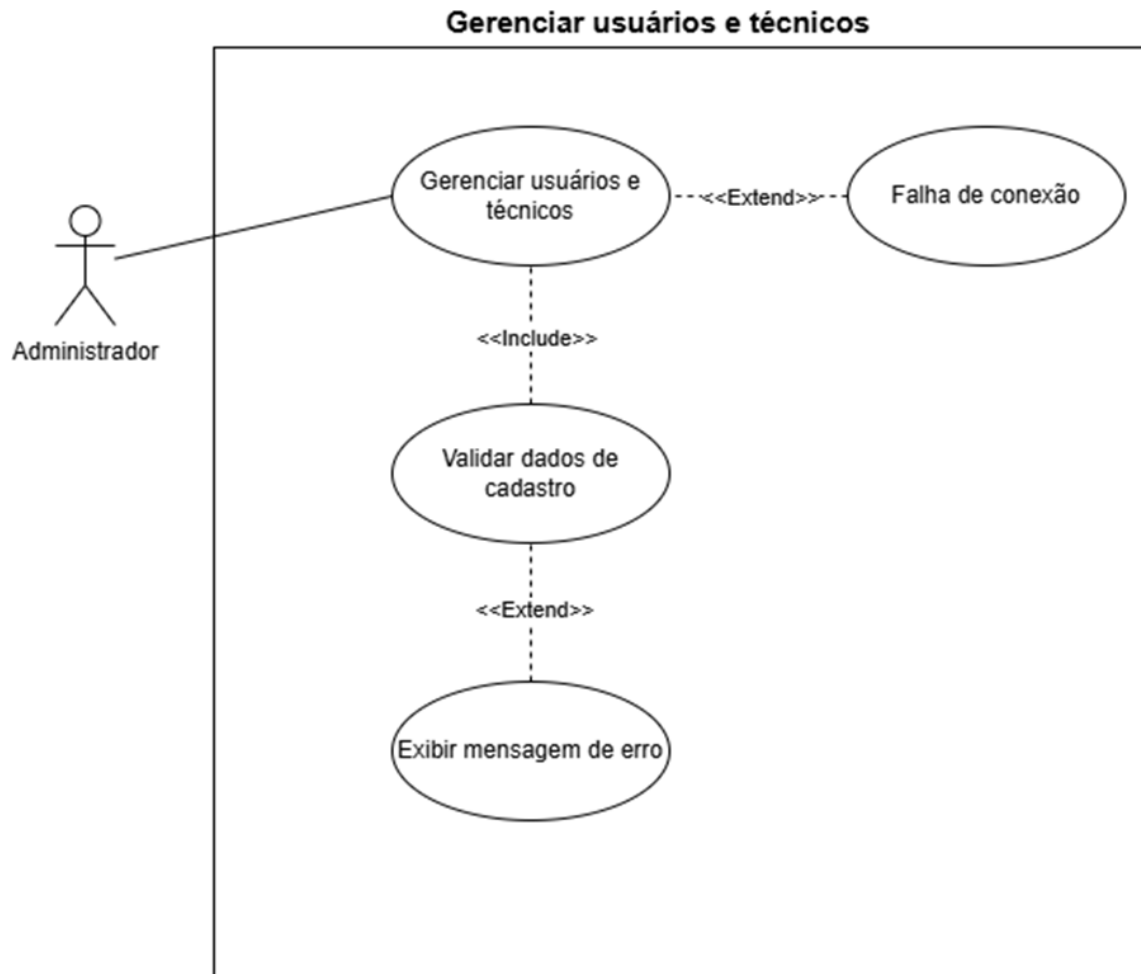 Gerenciar usuários e técnicos
Gerenciar usuários e
técnicos
<<Extend>>
Falha de conexão
Administrador
<<Include>>
Validar dados de
cadastro
<<Extend>>
Exibir mensagem de erro